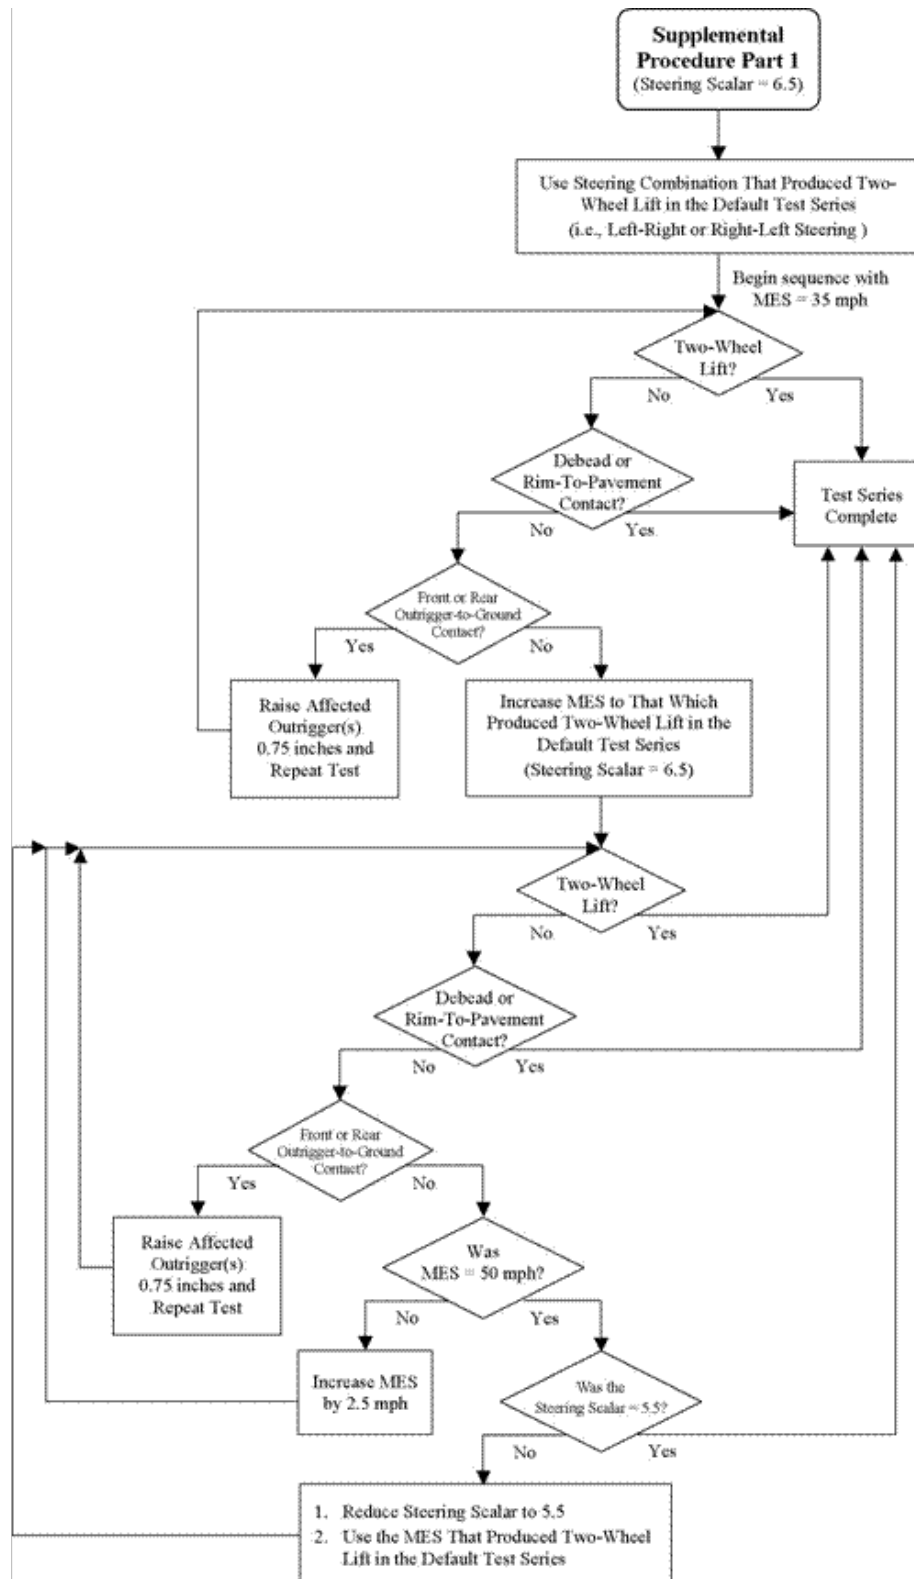 Supplemental
Procedure Part 1
(Steering Scalar = 6.5)
Use Steering Combination That Produced Two-
Wheel Lift in the Default Test Series
(i.e., Left-Right or Right-Left Steering )
Begin sequence with
MES = 35 mph
Two-Wheel
Lift?
No
Yes
Debead or
Rim-To-Pavement
Contact?
Test Series
Complete
No
Yes
Front or Rear
Outrigger-to-Ground
Contact?
Yes
No
Raise Affected
Outrigger(s)
0.75 inches and
Repeat Test
Increase MES to That Which
Produced Two-Wheel Lift in the
Default Test Series
(Steering Scalar = 6.5)
Two-Wheel
Lift?
No
Yes
Debead or
Rim-To-Pavement
Contact?
No
Yes
Front or Rear
Outrigger-to-Ground
Contact?
Yes
No
Raise Affected
Outrigger(s)
0.75 inches and
Repeat Test
Was
MES = 50 mph?
No
Yes
Increase MES
by 2.5 mph
Was the
Steering Scalar = 5.5?
No
Yes
1. Reduce Steering Scalar to 5.5
2. Use the MES That Produced Two-Wheel
Lift in the Default Test Series